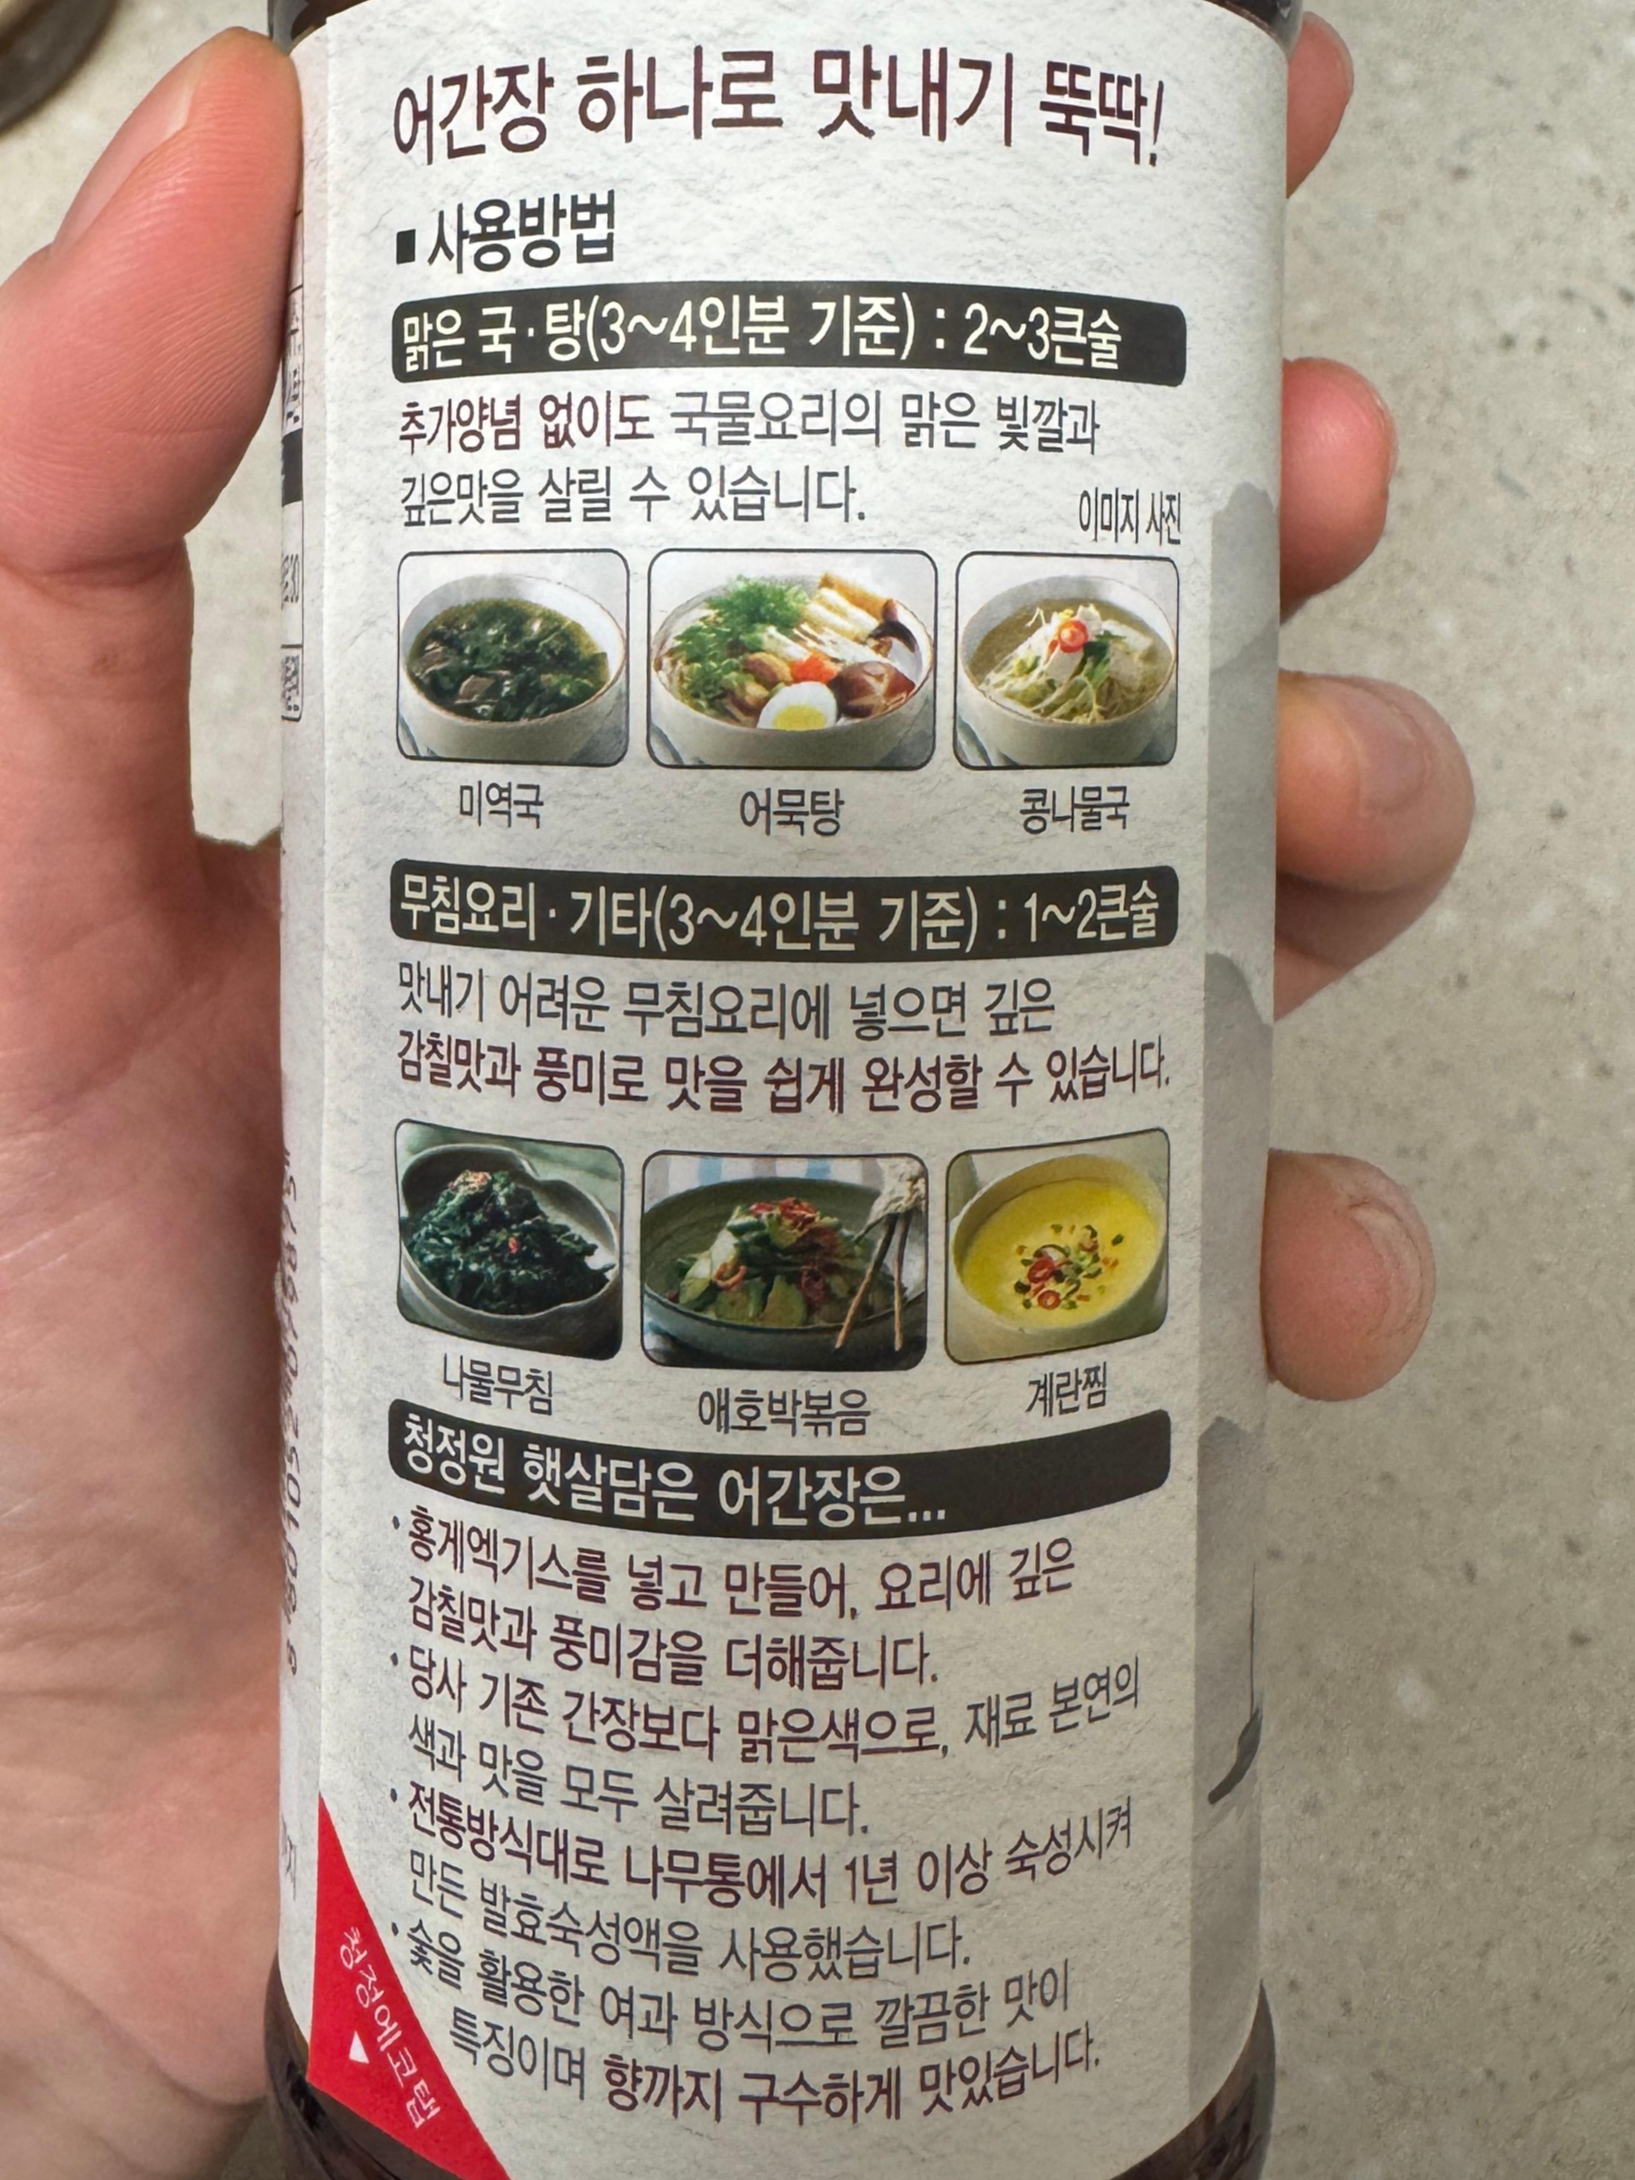 어간장 하나로 맛내기 뚝딱!
■ 사용방법
맑은 국·탕(3~4인분 기준) : 2~3큰술
추가양념 없이도 국물요리의 맑은 빛깔과
깊은맛을 살릴 수 있습니다.
이미지 사진
미역국
어묵탕
콩나물국
무침요리·기타(3~4인분 기준) : 1~2큰술
맛내기 어려운 무침요리에 넣으면 깊은
감칠맛과 풍미로 맛을 쉽게 완성할 수 있습니다.
나물무침
애호박볶음
계란찜
청정원 햇살담은 어간장은...
• 홍게엑기스를 넣고 만들어, 요리에 깊은
감칠맛과 풍미감을 더해줍니다.
• 당사 기존 간장보다 맑은색으로, 재료 본연의
색과 맛을 모두 살려줍니다.
• 전통방식대로 나무통에서 1년 이상 숙성시켜
만든 발효숙성액을 사용했습니다.
• 숯을 활용한 여과 방식으로 깔끔한 맛이
특징이며 향까지 구수하게 맛있습니다.
청정에코탭